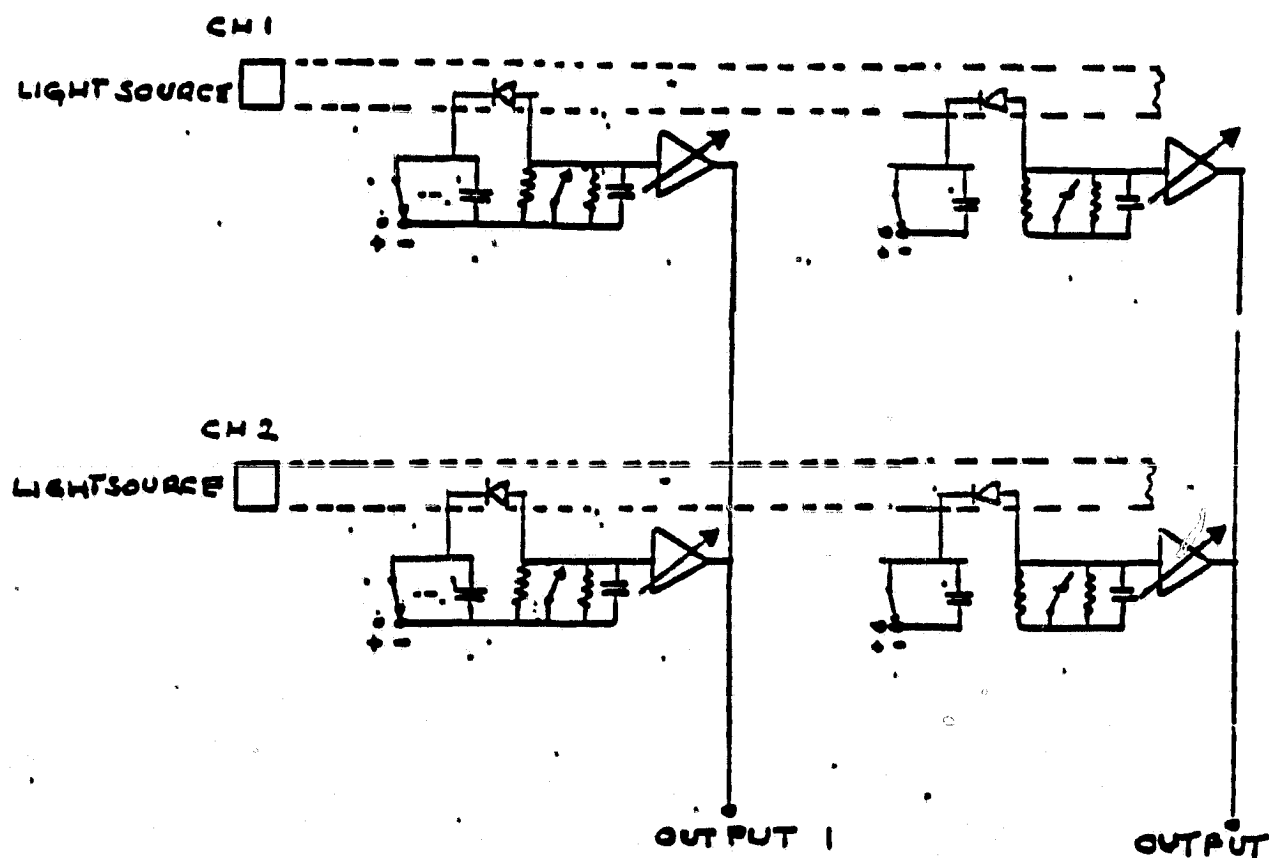 CH 1
LIGHT SOURCE
+ -
+ -
CH 2
LIGHTSOURCE
+ -
+ -
OUTPUT 1
OUTPUT